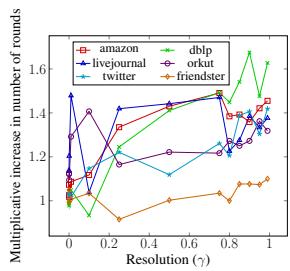 Multiplicative increase in number of rounds
amazon
dblp
livejournal
orkut
twitter
friendster
1.6
1.4
1.2
1
0
0.2
0.4
0.6
0.8
1
Resolution (γ)